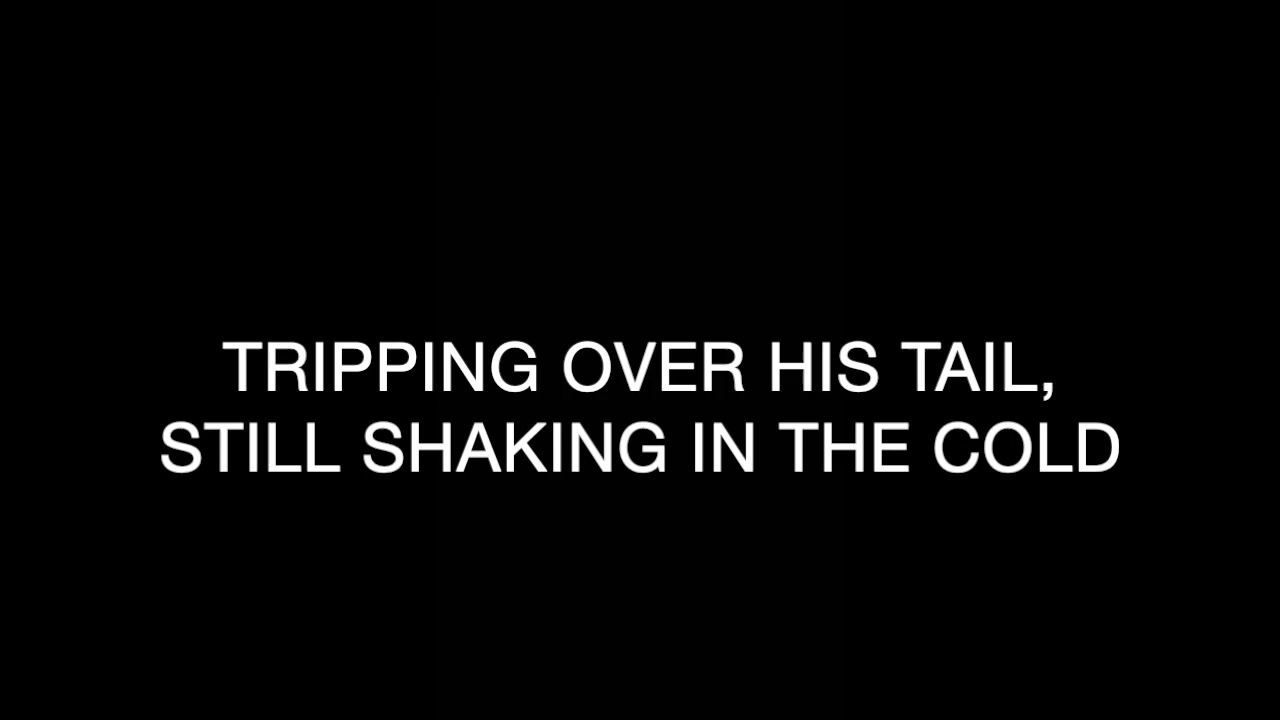 TRIPPING OVER HIS TAIL,
STILL SHAKING IN THE COLD